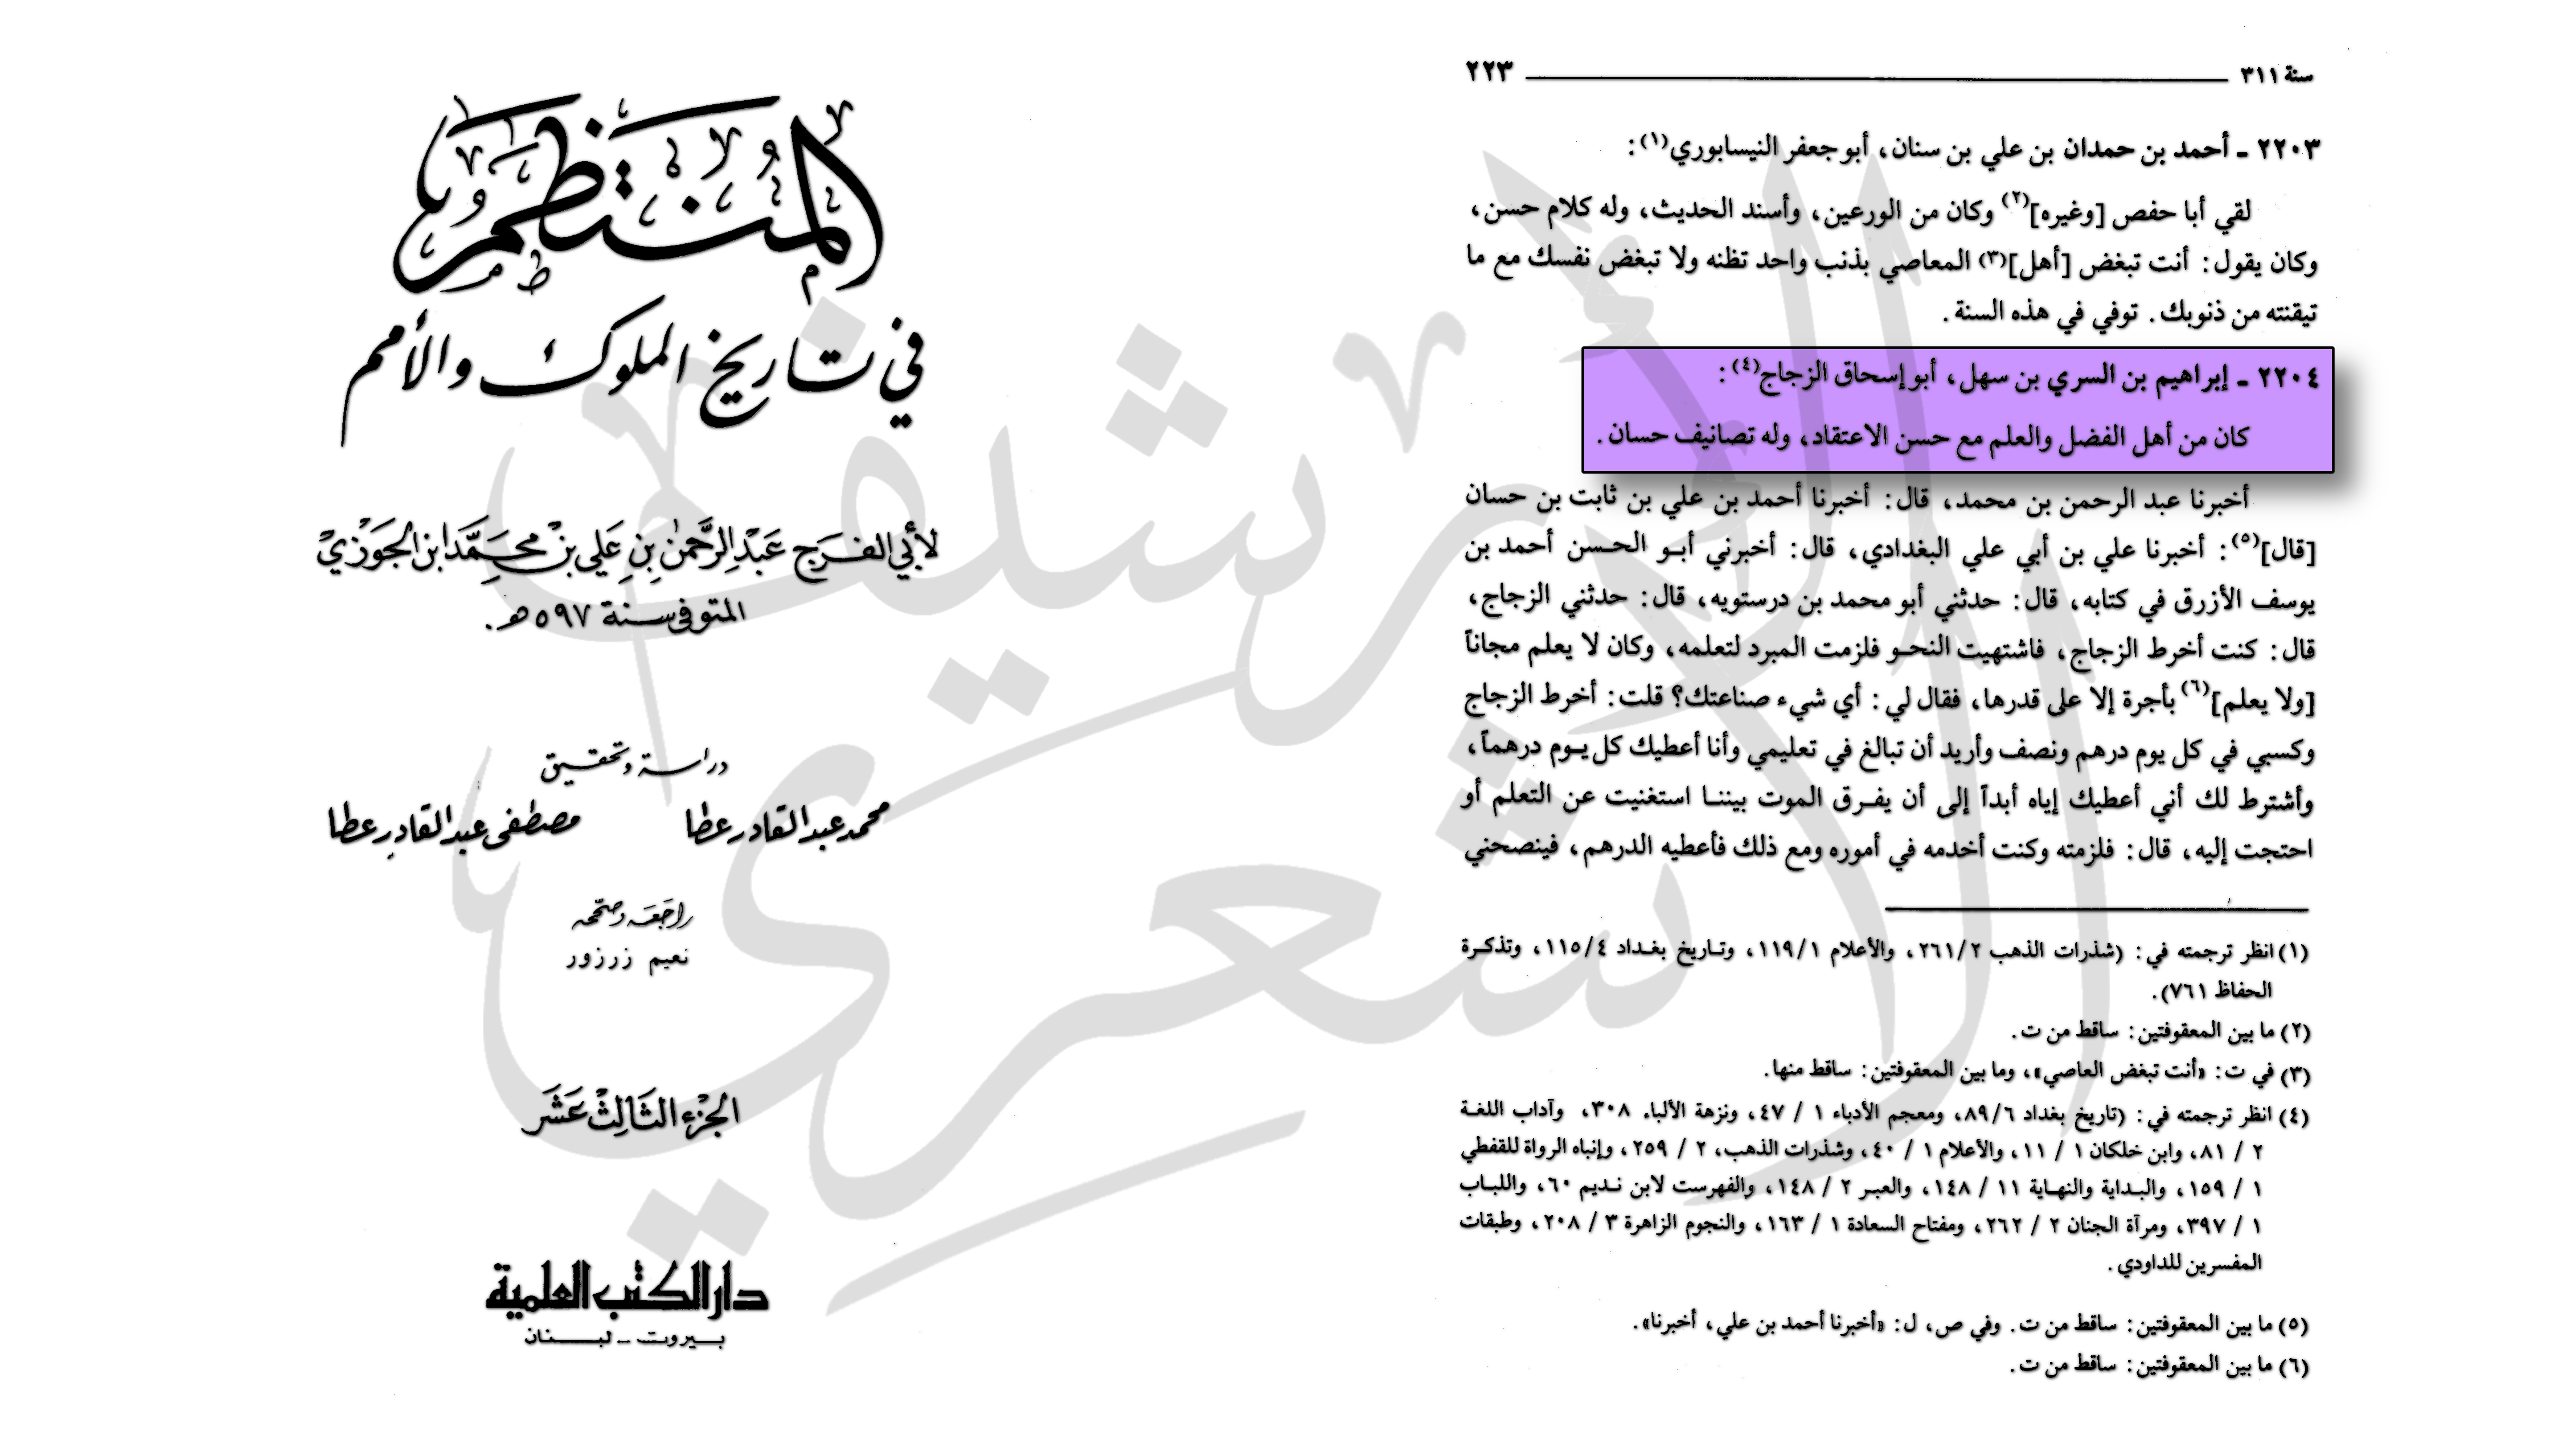 المنتظم
في تاريخ الملوك والأمم
لأبي الفرج عبد الرحمن بن علي بن محمد ابن الجوزي
المتوفى سنة ٥٩٧ هـ.
دراسة وتحقيق
محمد عبد القادر عطا مصطفى عبد القادر عطا
راجعه وصححه
نعيم زرزور
الجزء الثالث عشر
دار الكتب العلمية
بيروت - لبنان
سنة ٣١١ ٢٢٣
٢٢٠٣ - أحمد بن حمدان بن علي بن سنان، أبو جعفر النيسابوري(١):
لقي أبا حفص [وغيره](٢) وكان من الورعين، وأسند الحديث، وله كلام حسن،
وكان يقول: أنت تبغض [أهل](٣) المعاصي بذنب واحد تظنه ولا تبغض نفسك مع ما
تيقنته من ذنوبك. توفي في هذه السنة.
٢٢٠٤ - إبراهيم بن السري بن سهل، أبو إسحاق الزجاج(٤):
كان من أهل الفضل والعلم مع حسن الاعتقاد، وله تصانيف حسان.
أخبرنا عبد الرحمن بن محمد، قال: أخبرنا أحمد بن علي بن ثابت بن حسان
[قال](٥): أخبرنا علي بن أبي علي البغدادي، قال: أخبرني أبو الحسن أحمد بن
يوسف الأزرق في كتابه، قال: حدثني أبو محمد بن درستويه، قال: حدثني الزجاج،
قال: كنت أخرط الزجاج، فاشتهيت النحو فلزمت المبرد لتعلمه، وكان لا يعلم مجاناً
[ولا يعلم](٦) بأجرة إلا على قدرها، فقال لي: أي شيء صناعتك؟ قلت: أخرط الزجاج
وكسبي في كل يوم درهم ونصف وأريد أن تبالغ في تعليمي وأنا أعطيك كل يوم درهماً،
وأشترط لك أني أعطيك إياه أبداً إلى أن يفرق الموت بيننا استغنيت عن التعلم أو
احتجت إليه، قال: فلزمته وكنت أخدمه في أموره ومع ذلك فأعطيه الدرهم، فينصحني
(١) انظر ترجمته في: (شذرات الذهب ٢/٢٦١، والأعلام ١/١١٩، وتاريخ بغداد ٤/١١٥، وتذكرة
الحفاظ ٧٦١).
(٢) ما بين المعقوفتين: ساقط من ت.
(٣) في ت: «أنت تبغض العاصي»، وما بين المعقوفتين: ساقط منها.
(٤) انظر ترجمته في: (تاريخ بغداد ٦/٨٩، ومعجم الأدباء ١ / ٤٧، ونزهة الألباء ٣٠٨، وآداب اللغة
٢ / ٨١، وابن خلكان ١ / ١١، والأعلام ١ / ٤٠، وشذرات الذهب، ٢ / ٢٥٩، وإنباه الرواة للقفطي
١ / ١٥٩، والبداية والنهاية ١١ / ١٤٨، والعبر ٢ / ١٤٨، والفهرست لابن نديم ٦٠، واللباب
١ / ٣٩٧، ومرآة الجنان ٢ / ٢٦٢، ومفتاح السعادة ١ / ١٦٣، والنجوم الزاهرة ٣ / ٢٠٨، وطبقات
المفسرين للداودي.
(٥) ما بين المعقوفتين: ساقط من ت. وفي ص، ل: «أخبرنا أحمد بن علي، أخبرنا».
(٦) ما بين المعقوفتين: ساقط من ت.
الأرشيف
الأشعري